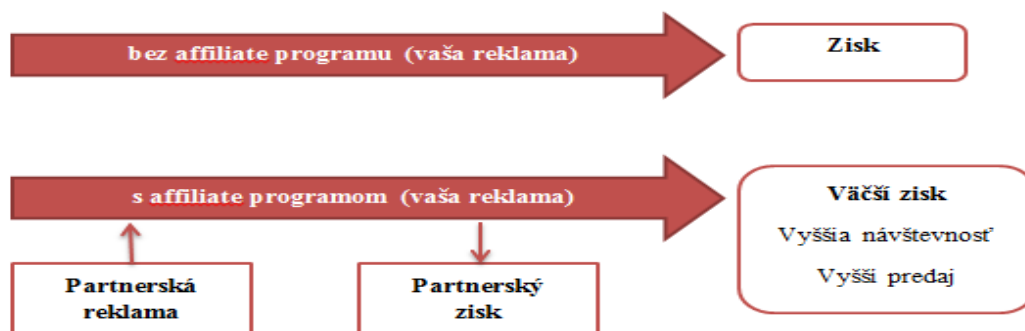 bez affiliate programu (vaša reklama)
Zisk
s affiliate programom (vaša reklama)
Väčší zisk
Vyššia návštevnosť
Vyšší predaj
Partnerská
reklama
Partnerský
zisk